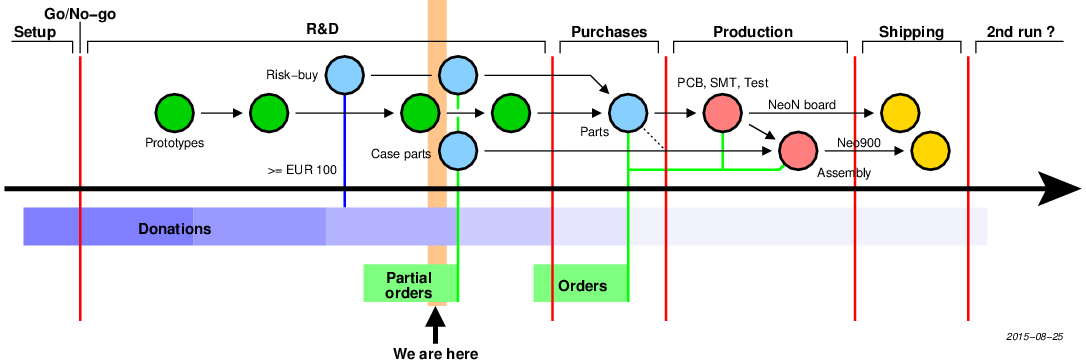 Go/No-go
Setup
R&D
Purchases
Production
Shipping
2nd run ?
Risk-buy
PCB, SMT, Test
NeoN board
Prototypes
Case parts
Parts
Neo900
>= EUR 100
Assembly
Donations
Partial
orders
Orders
2015-08-25
We are here